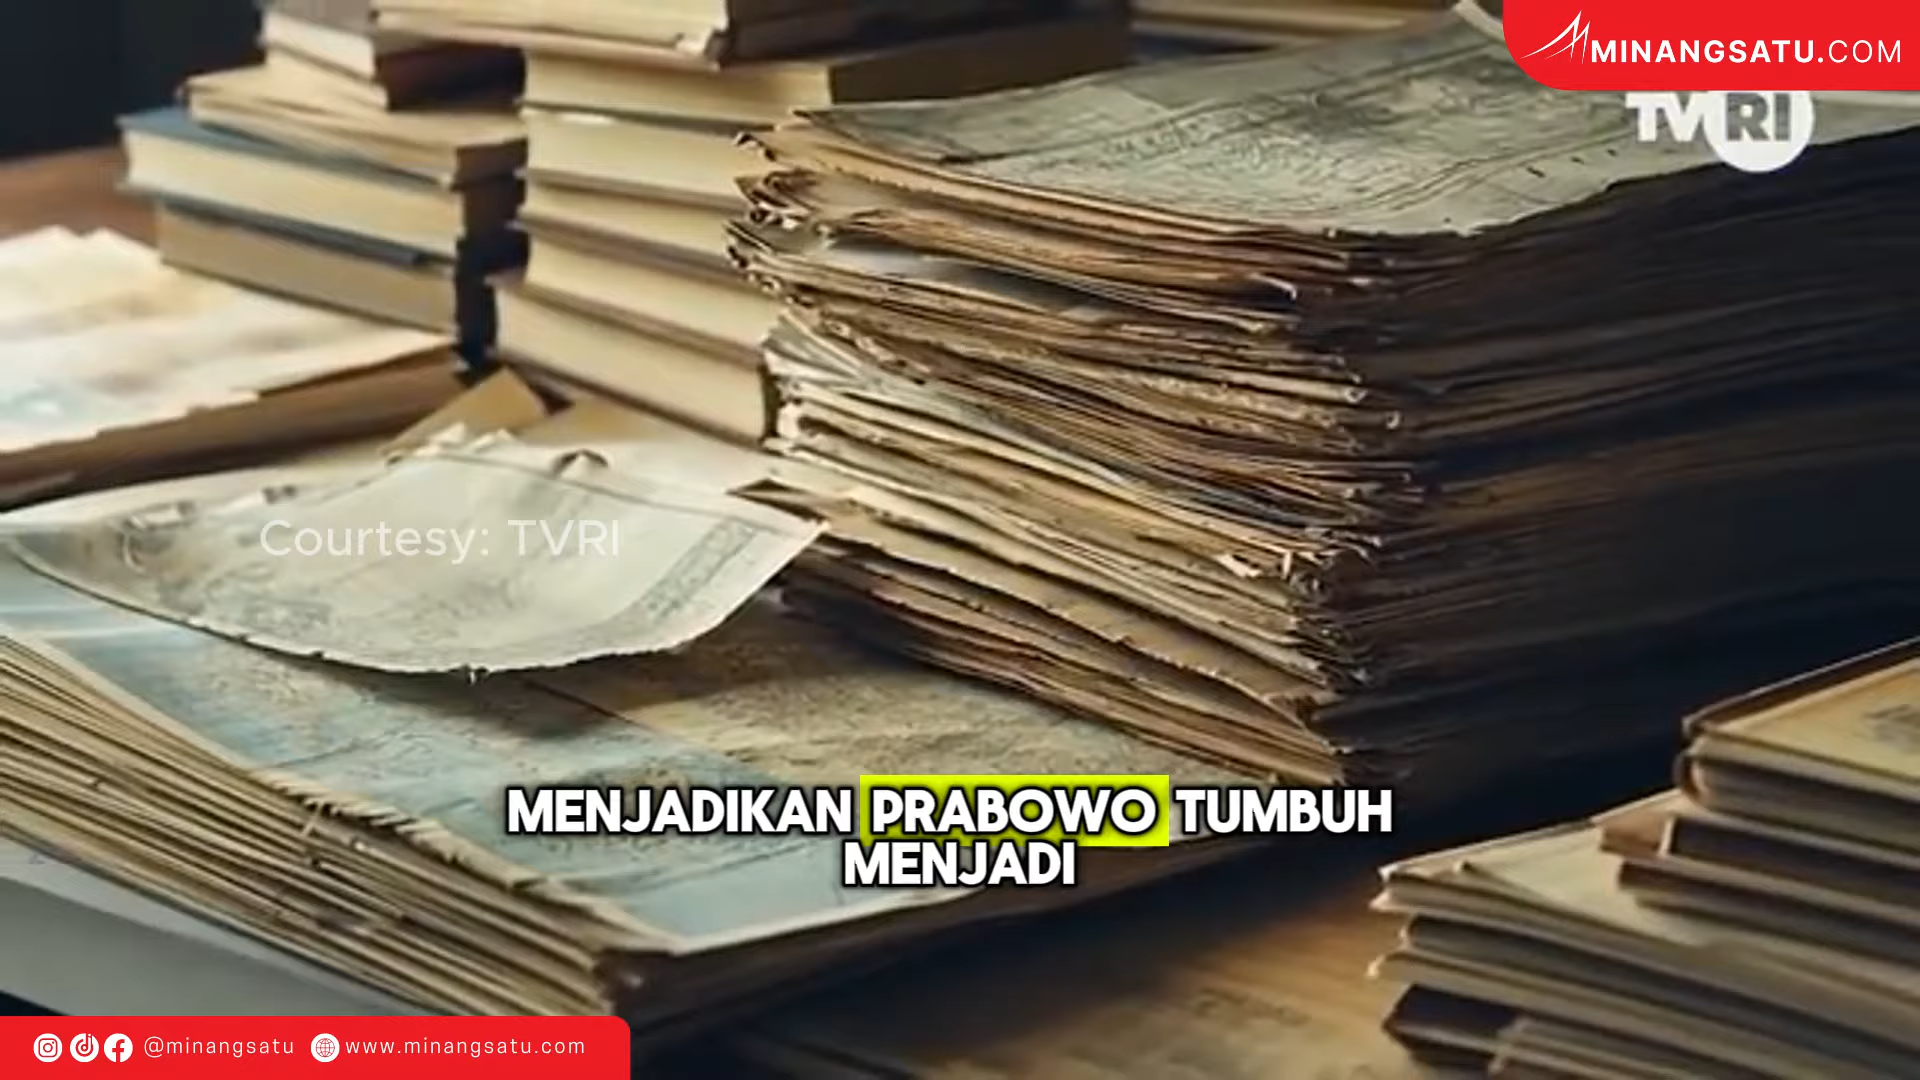 MINANGSATU.COM
TVRI
Courtesy: TVRI
MENJADIKAN PRABOWO TUMBUH
MENJADI
@minangsatu www.minangsatu.com